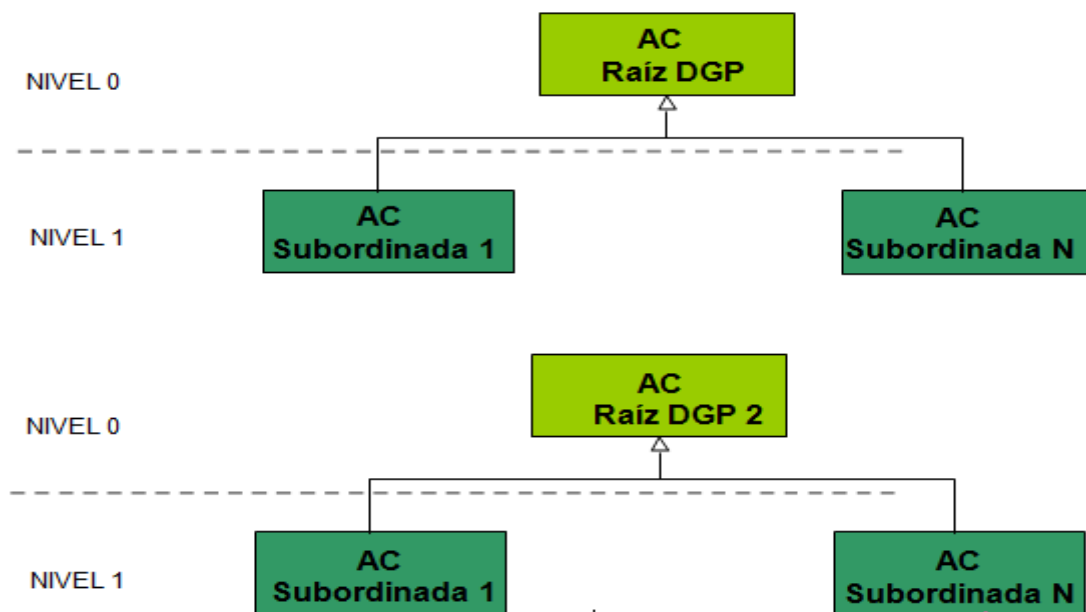 AC
Raíz DGP
NIVEL 0
AC
Subordinada 1
AC
Subordinada N
NIVEL 1
AC
Raíz DGP 2
NIVEL 0
AC
Subordinada 1
AC
Subordinada N
NIVEL 1